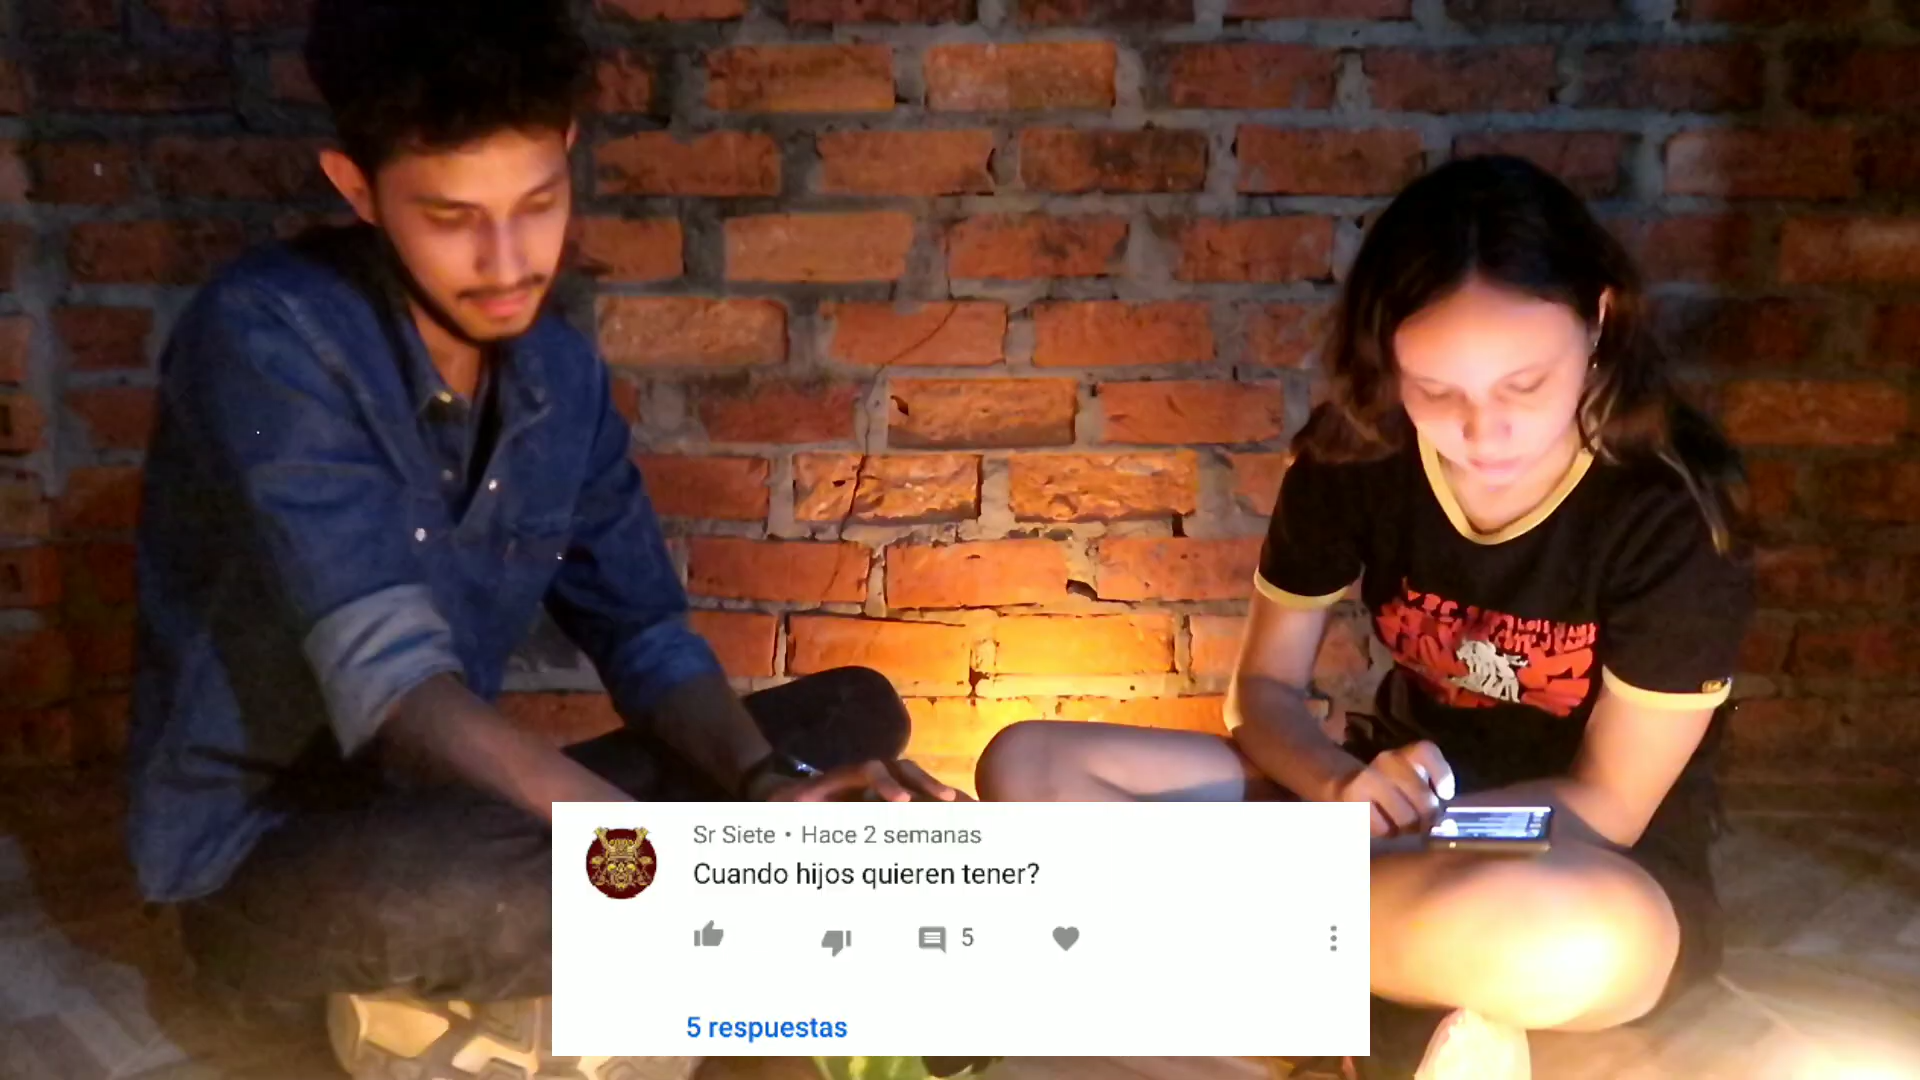 Sr Siete • Hace 2 semanas
Cuando hijos quieren tener?
5
5 respuestas